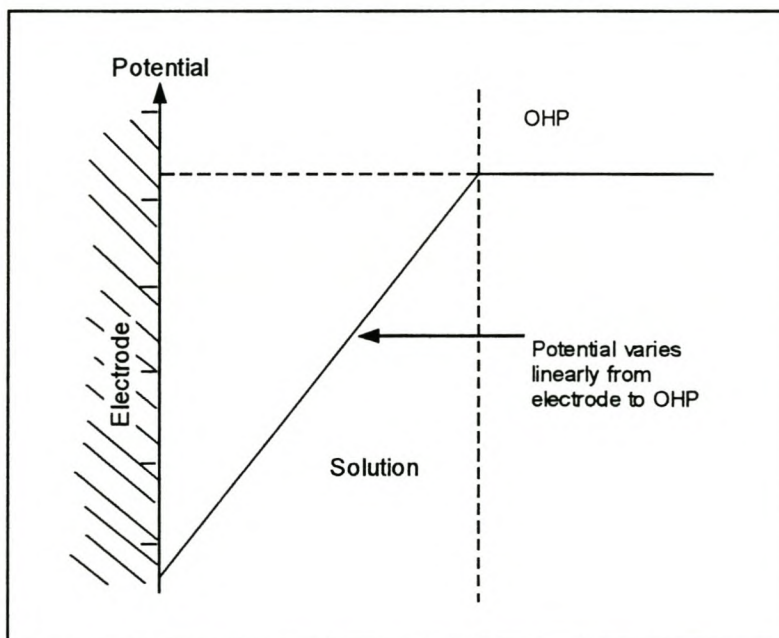 Potential
OHP
Electrode
Potential varies
linearly from
electrode to OHP
Solution